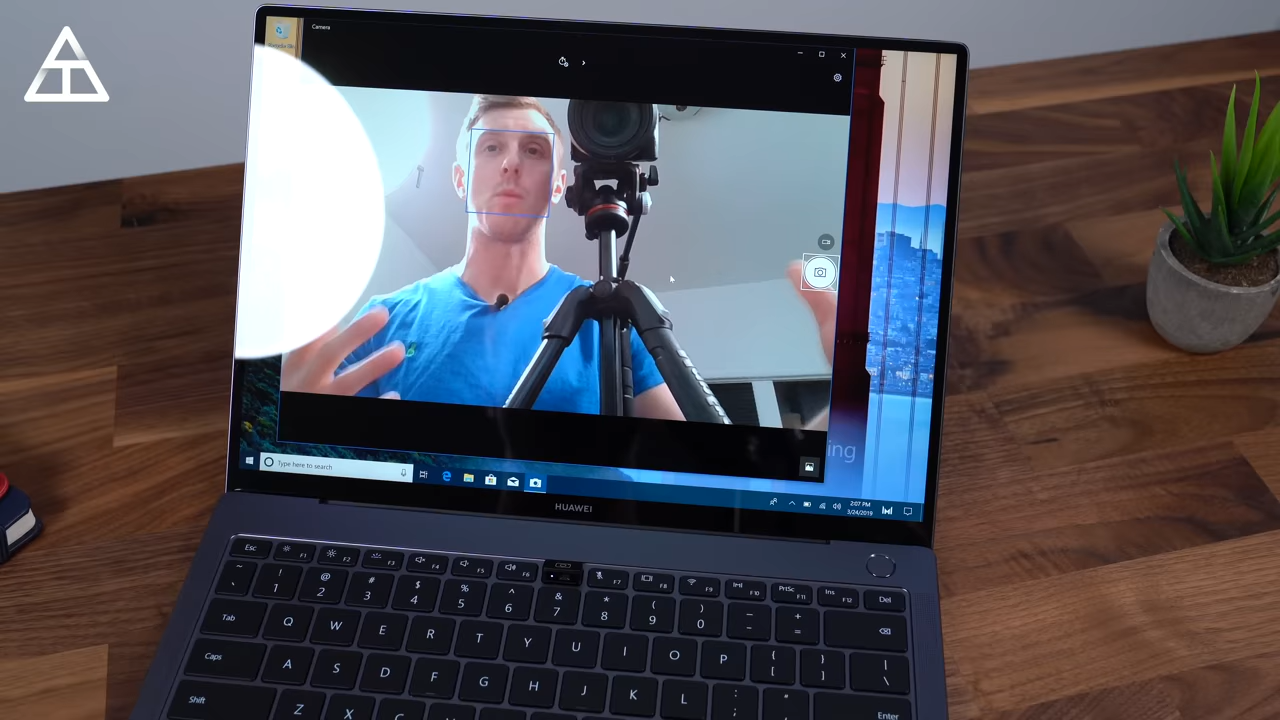 Camera
ing
Type here to search
2:07 PM
3/24/2019
HUAWEI
Esc F1 F2 F3 F4 F5 F6 F7 F8 F9 F10 PrtSc F11 Ins F12 Del
~ ` ! 1 @ 2 # 3 $ 4 % 5 ^ 6 & 7 * 8 ( 9 ) 0 _ - + =
Tab Q W E R T Y U I O P { [ } ] | \
Caps A S D F G H J K L : ; " ' Enter
Shift Z X C